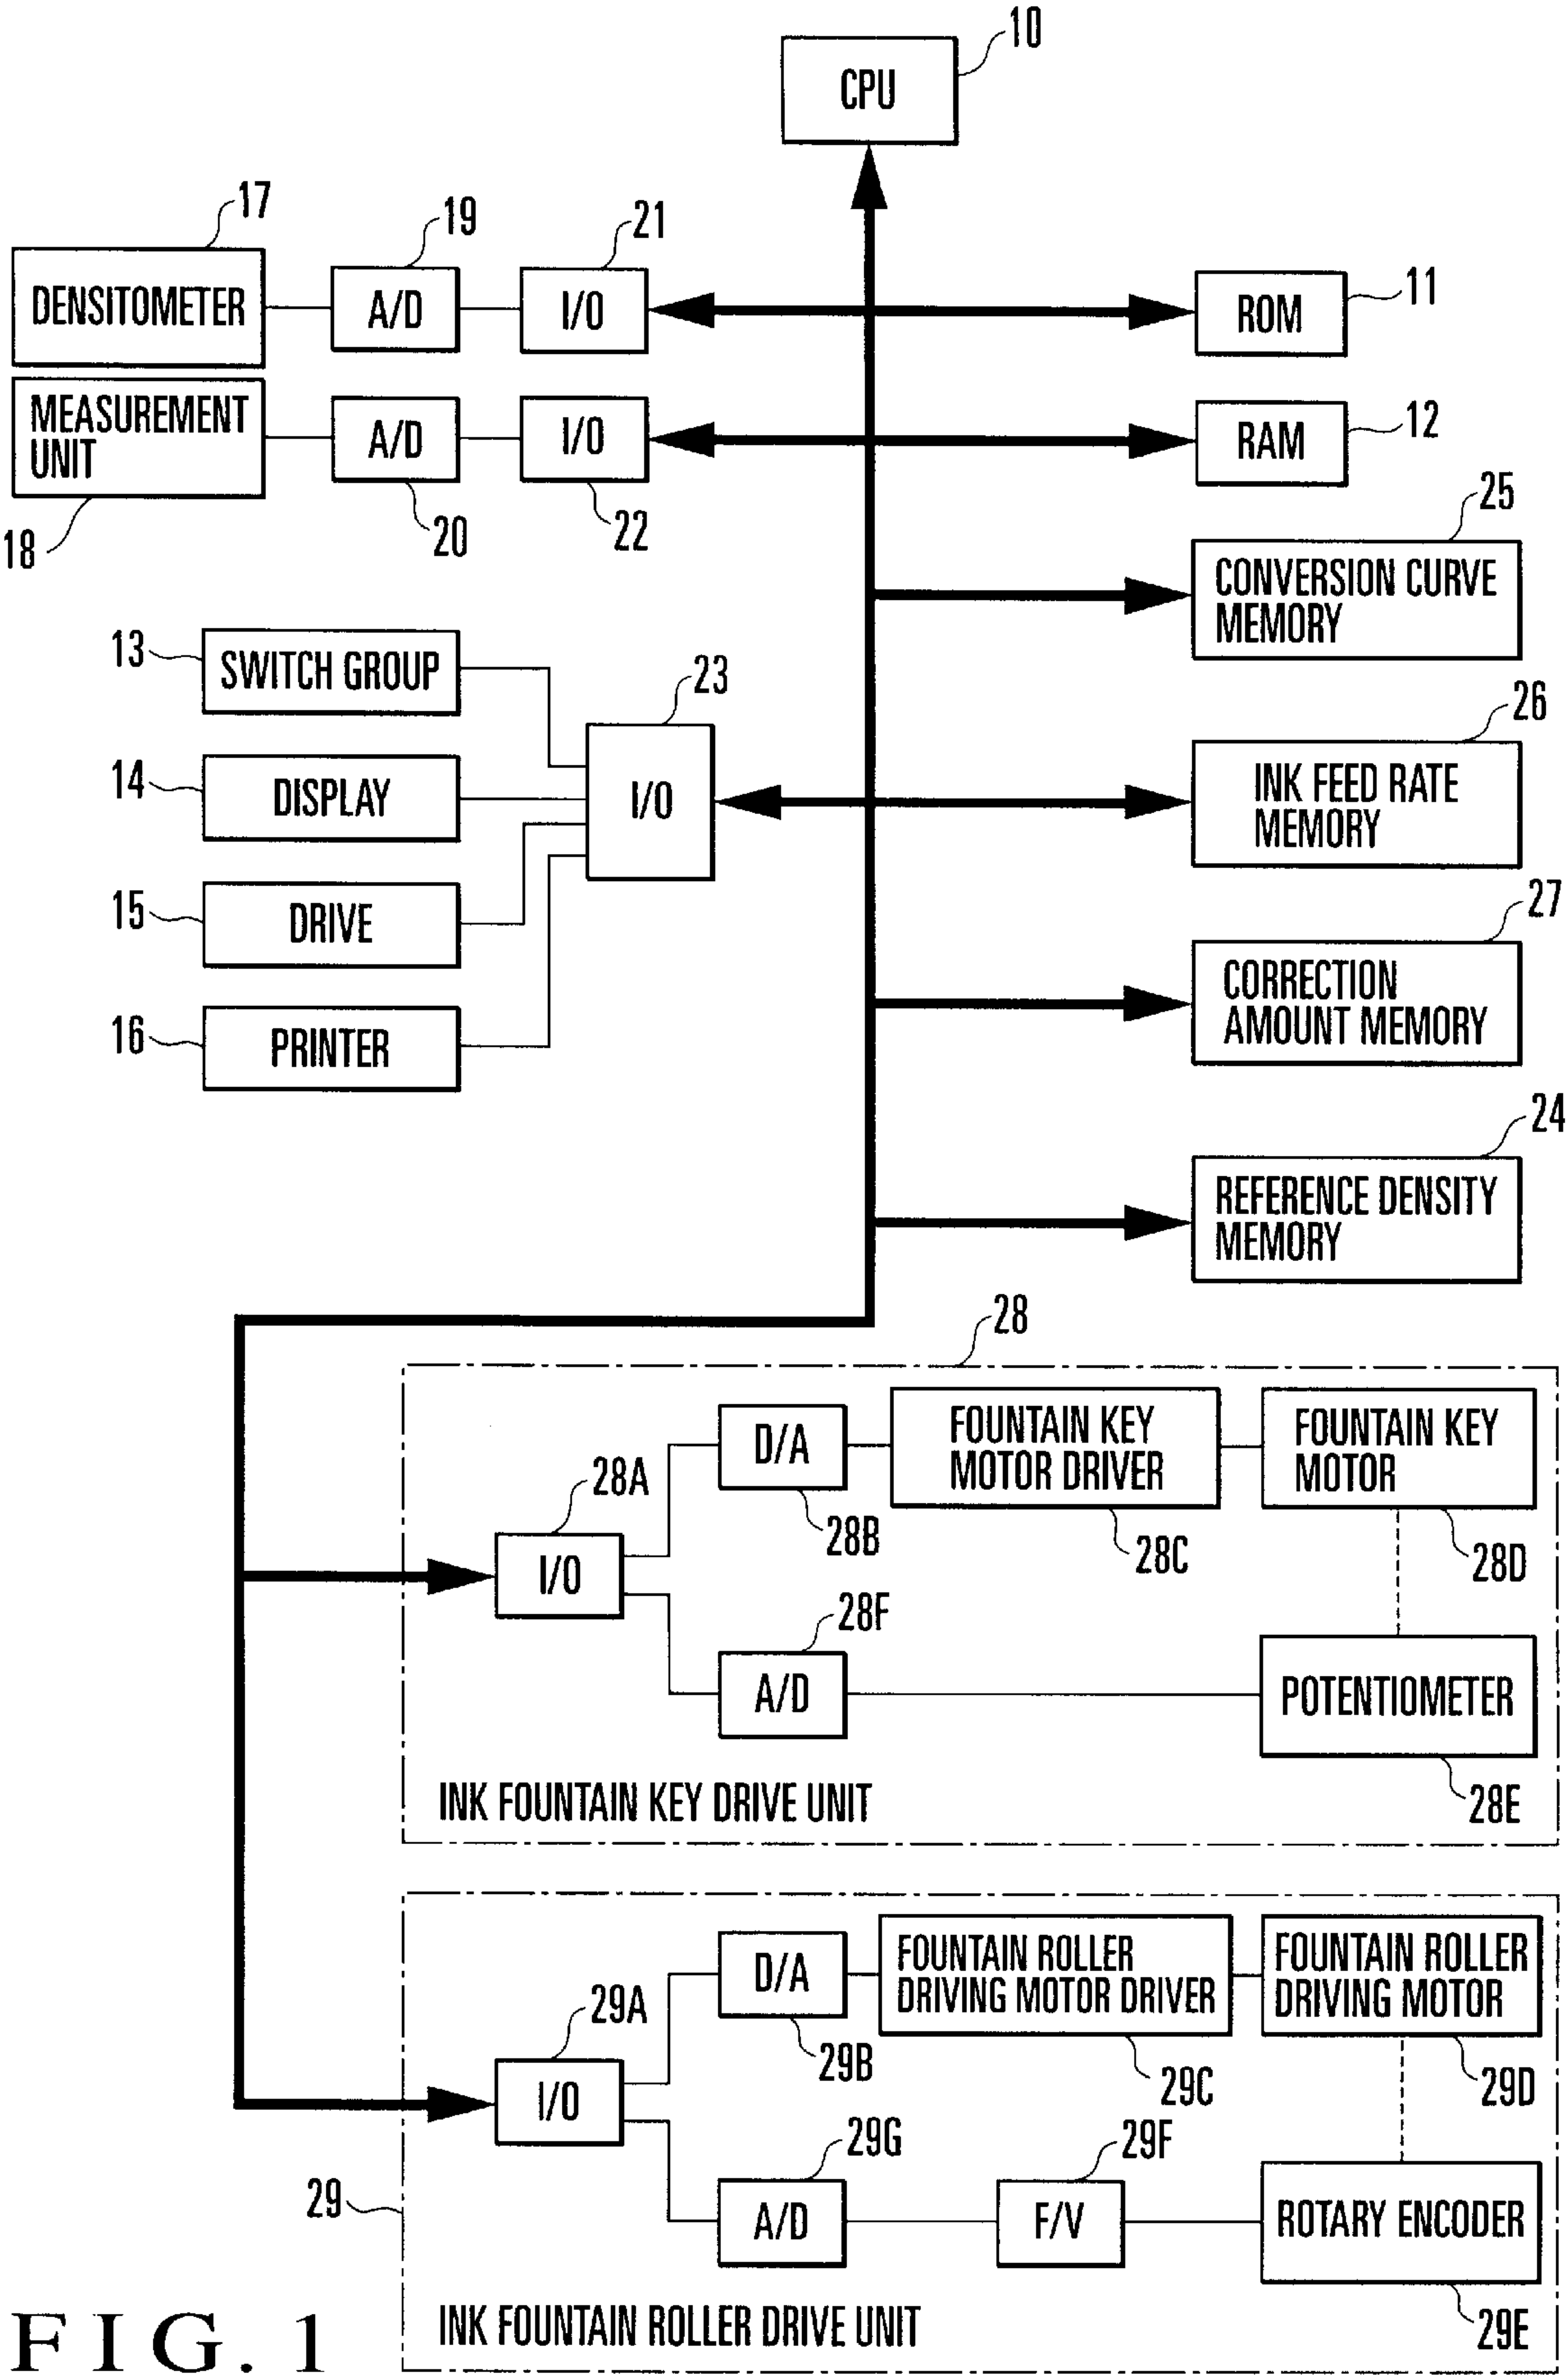 10
CPU
17
19
21
DENSITOMETER
A/D
I/O
11
ROM
MEASUREMENT
UNIT
A/D
I/O
12
RAM
18
20
22
25
CONVERSION CURVE
MEMORY
13
SWITCH GROUP
23
14
DISPLAY
I/O
26
INK FEED RATE
MEMORY
15
DRIVE
27
CORRECTION
AMOUNT MEMORY
16
PRINTER
24
REFERENCE DENSITY
MEMORY
28
28A
I/O
D/A
28B
FOUNTAIN KEY
MOTOR DRIVER
28C
FOUNTAIN KEY
MOTOR
28D
28F
A/D
POTENTIOMETER
28E
INK FOUNTAIN KEY DRIVE UNIT
29A
I/O
D/A
29B
FOUNTAIN ROLLER
DRIVING MOTOR DRIVER
29C
FOUNTAIN ROLLER
DRIVING MOTOR
29D
29
29G
A/D
29F
F/V
ROTARY ENCODER
29E
INK FOUNTAIN ROLLER DRIVE UNIT
FIG. 1